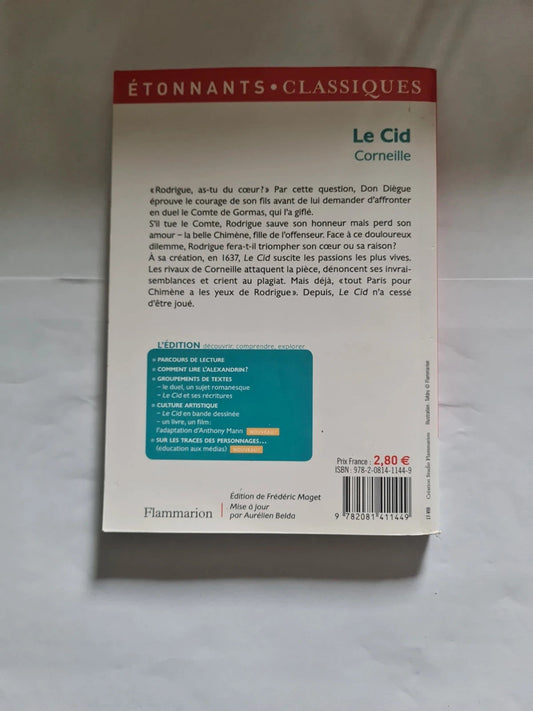 ÉTONNANTS • CLASSIQUES
Le Cid
Corneille
« Rodrigue, as-tu du cœur ? » Par cette question, Don Diègue
éprouve le courage de son fils avant de lui demander d'affronter
en duel le Comte de Gormas, qui l'a giflé.
S'il tue le Comte, Rodrigue sauve son honneur mais perd son
amour – la belle Chimène, fille de l'offenseur. Face à ce douloureux
dilemme, Rodrigue fera-t-il triompher son cœur ou sa raison ?
À sa création, en 1637, Le Cid suscite les passions les plus vives.
Les rivaux de Corneille attaquent la pièce, dénoncent ses invrai-
semblances et crient au plagiat. Mais déjà, « tout Paris pour
Chimène a les yeux de Rodrigue ». Depuis, Le Cid n'a cessé
d'être joué.
L'ÉDITION découvrir, comprendre, explorer
» PARCOURS DE LECTURE
» COMMENT LIRE L'ALEXANDRIN ?
» GROUPEMENTS DE TEXTES
– le duel, un sujet romanesque
– Le Cid et ses récritures
» CULTURE ARTISTIQUE
– Le Cid en bande dessinée
– un livre, un film :
l'adaptation d'Anthony Mann NOUVEAU !
» SUR LES TRACES DES PERSONNAGES...
(éducation aux médias) NOUVEAU !
Prix France : 2,80 €
ISBN : 978-2-0814-1144-9
9 782081 411449
Flammarion
Édition de Frédéric Maget
Mise à jour
par Aurélien Belda
Création Studio Flammarion
Flammarion